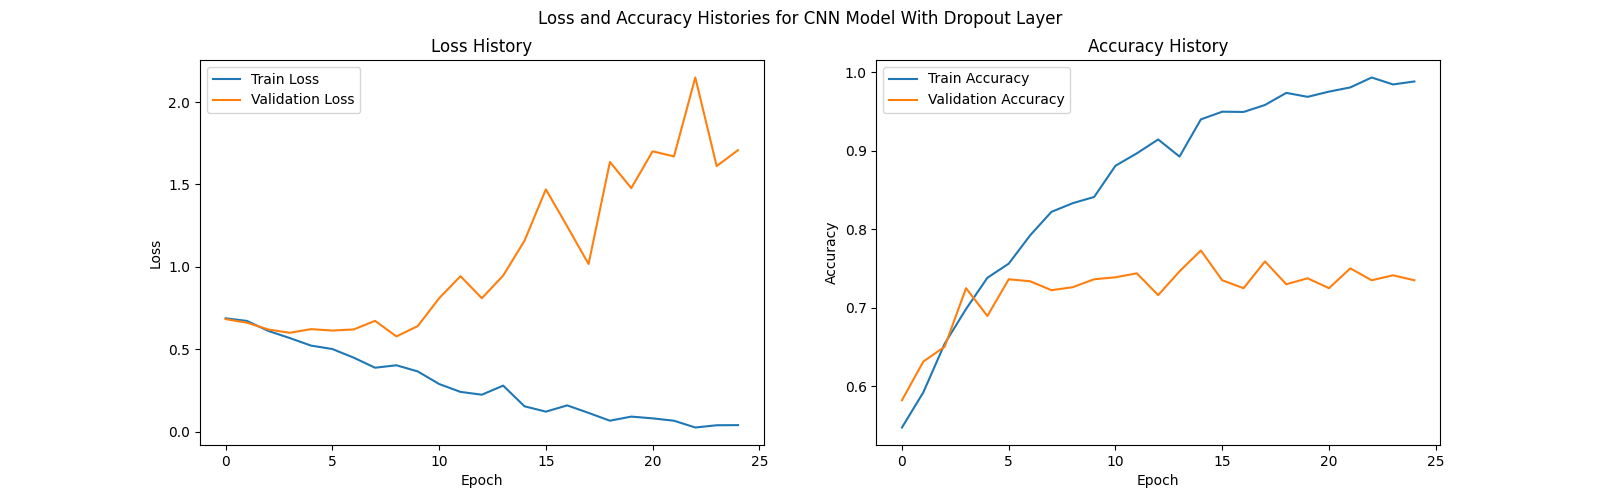 Loss and Accuracy Histories for CNN Model With Dropout Layer
Loss History
Train Loss
Validation Loss
2.0
1.5
1.0
0.5
0.0
Loss
0 5 10 15 20 25
Epoch
Accuracy History
Train Accuracy
Validation Accuracy
1.0
0.9
0.8
0.7
0.6
Accuracy
0 5 10 15 20 25
Epoch